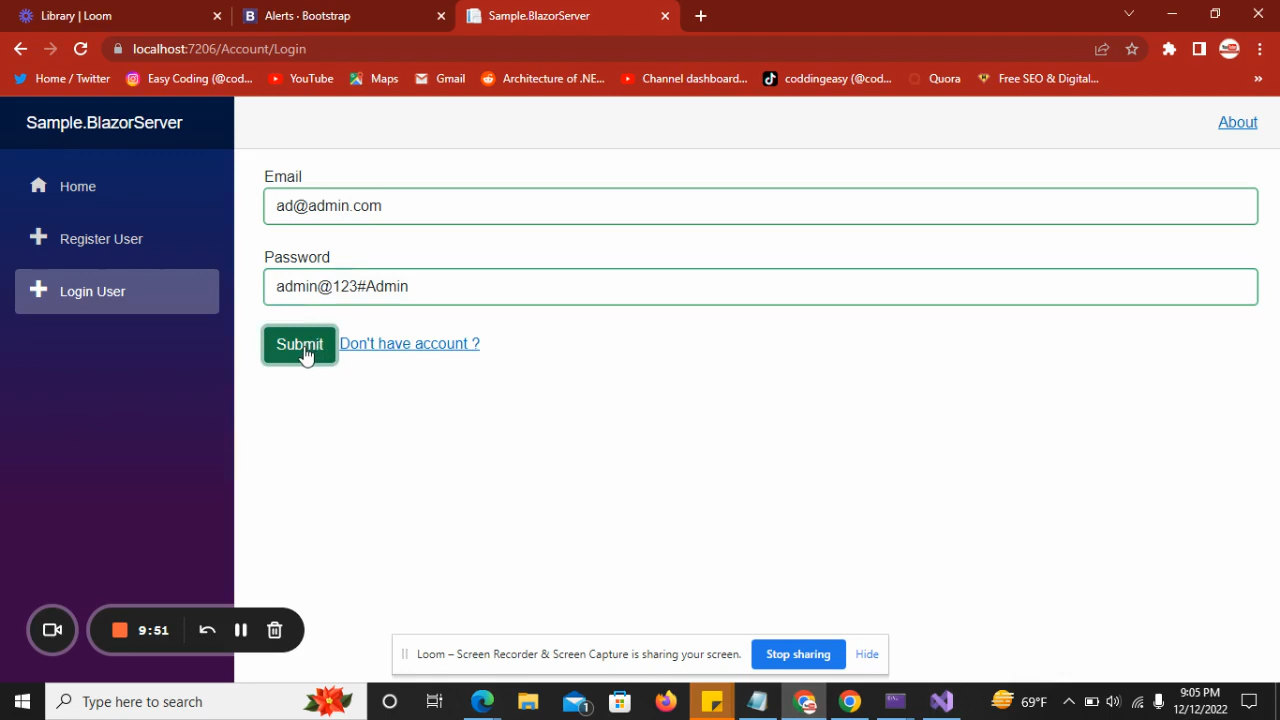 Library | Loom
Alerts · Bootstrap
Sample.BlazorServer
localhost:7206/Account/Login
Home / Twitter
Easy Coding (@cod...
YouTube
Maps
Gmail
Architecture of .NE...
Channel dashboard...
coddingeasy (@cod...
Quora
Free SEO & Digital...
»
Sample.BlazorServer
About
Home
Register User
Login User
Email
ad@admin.com
Password
admin@123#Admin
Submit
Don't have account ?
9:51
Loom – Screen Recorder & Screen Capture is sharing your screen.
Stop sharing
Hide
Type here to search
1
69°F
9:05 PM
12/12/2022